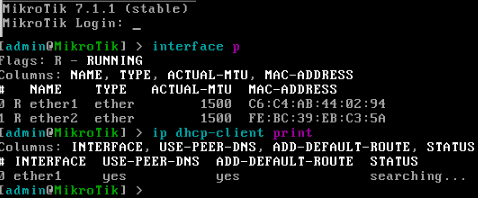 MikroTik 7.1.1 (stable)
MikroTik Login: _
[admin@MikroTik] > interface p
Flags: R - RUNNING
Columns: NAME, TYPE, ACTUAL-MTU, MAC-ADDRESS
#   NAME    TYPE   ACTUAL-MTU  MAC-ADDRESS
0 R ether1  ether        1500  C6:C4:AB:44:02:94
1 R ether2  ether        1500  FE:BC:39:EB:C3:5A
[admin@MikroTik] > ip dhcp-client print
Columns: INTERFACE, USE-PEER-DNS, ADD-DEFAULT-ROUTE, STATUS
# INTERFACE  USE-PEER-DNS  ADD-DEFAULT-ROUTE  STATUS
0 ether1     yes           yes                searching...
[admin@MikroTik] >